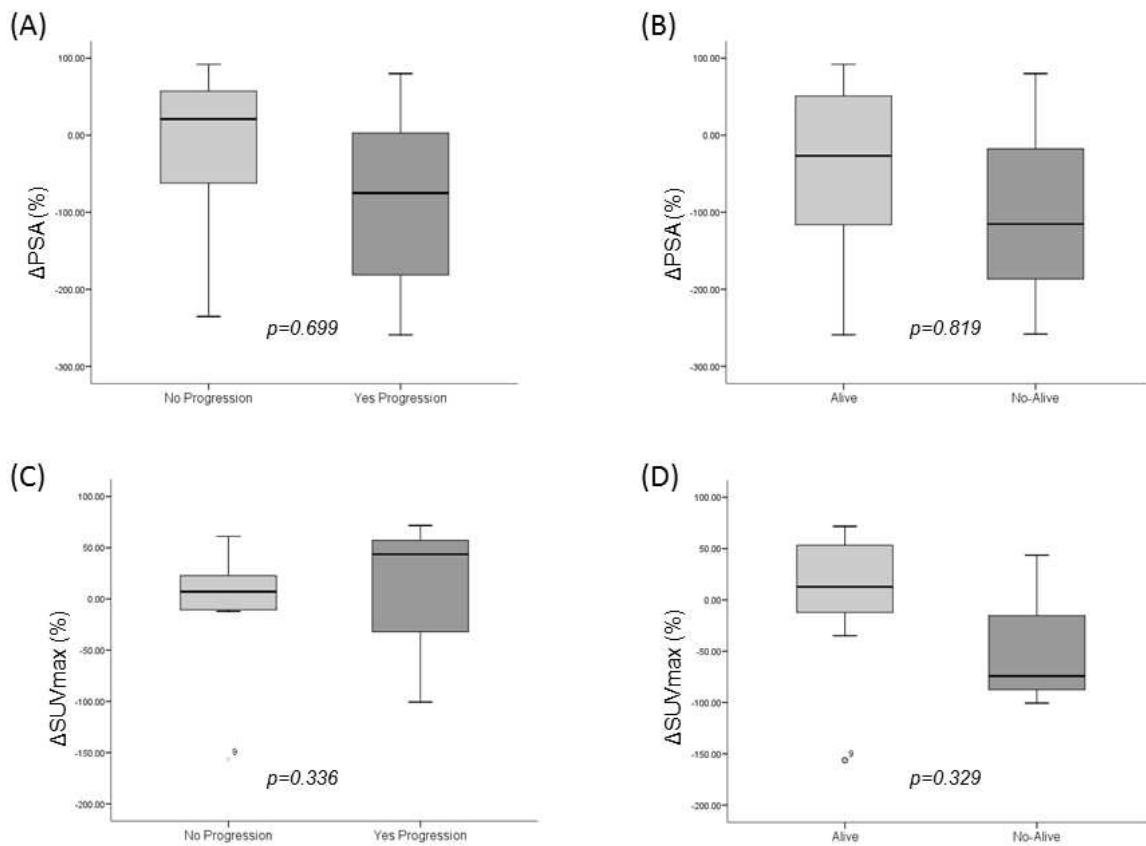 (A)
100.00
0.00
-100.00
-200.00
-300.00
ΔPSA (%)
p=0.699
No Progression
Yes Progression
(B)
100.00
0.00
-100.00
-200.00
-300.00
ΔPSA (%)
p=0.819
Alive
No-Alive
(C)
100.00
50.00
0.00
-50.00
-100.00
-150.00
-200.00
ΔSUVmax (%)
9
p=0.336
No Progression
Yes Progression
(D)
100.00
50.00
0.00
-50.00
-100.00
-150.00
-200.00
ΔSUVmax (%)
9
p=0.329
Alive
No-Alive